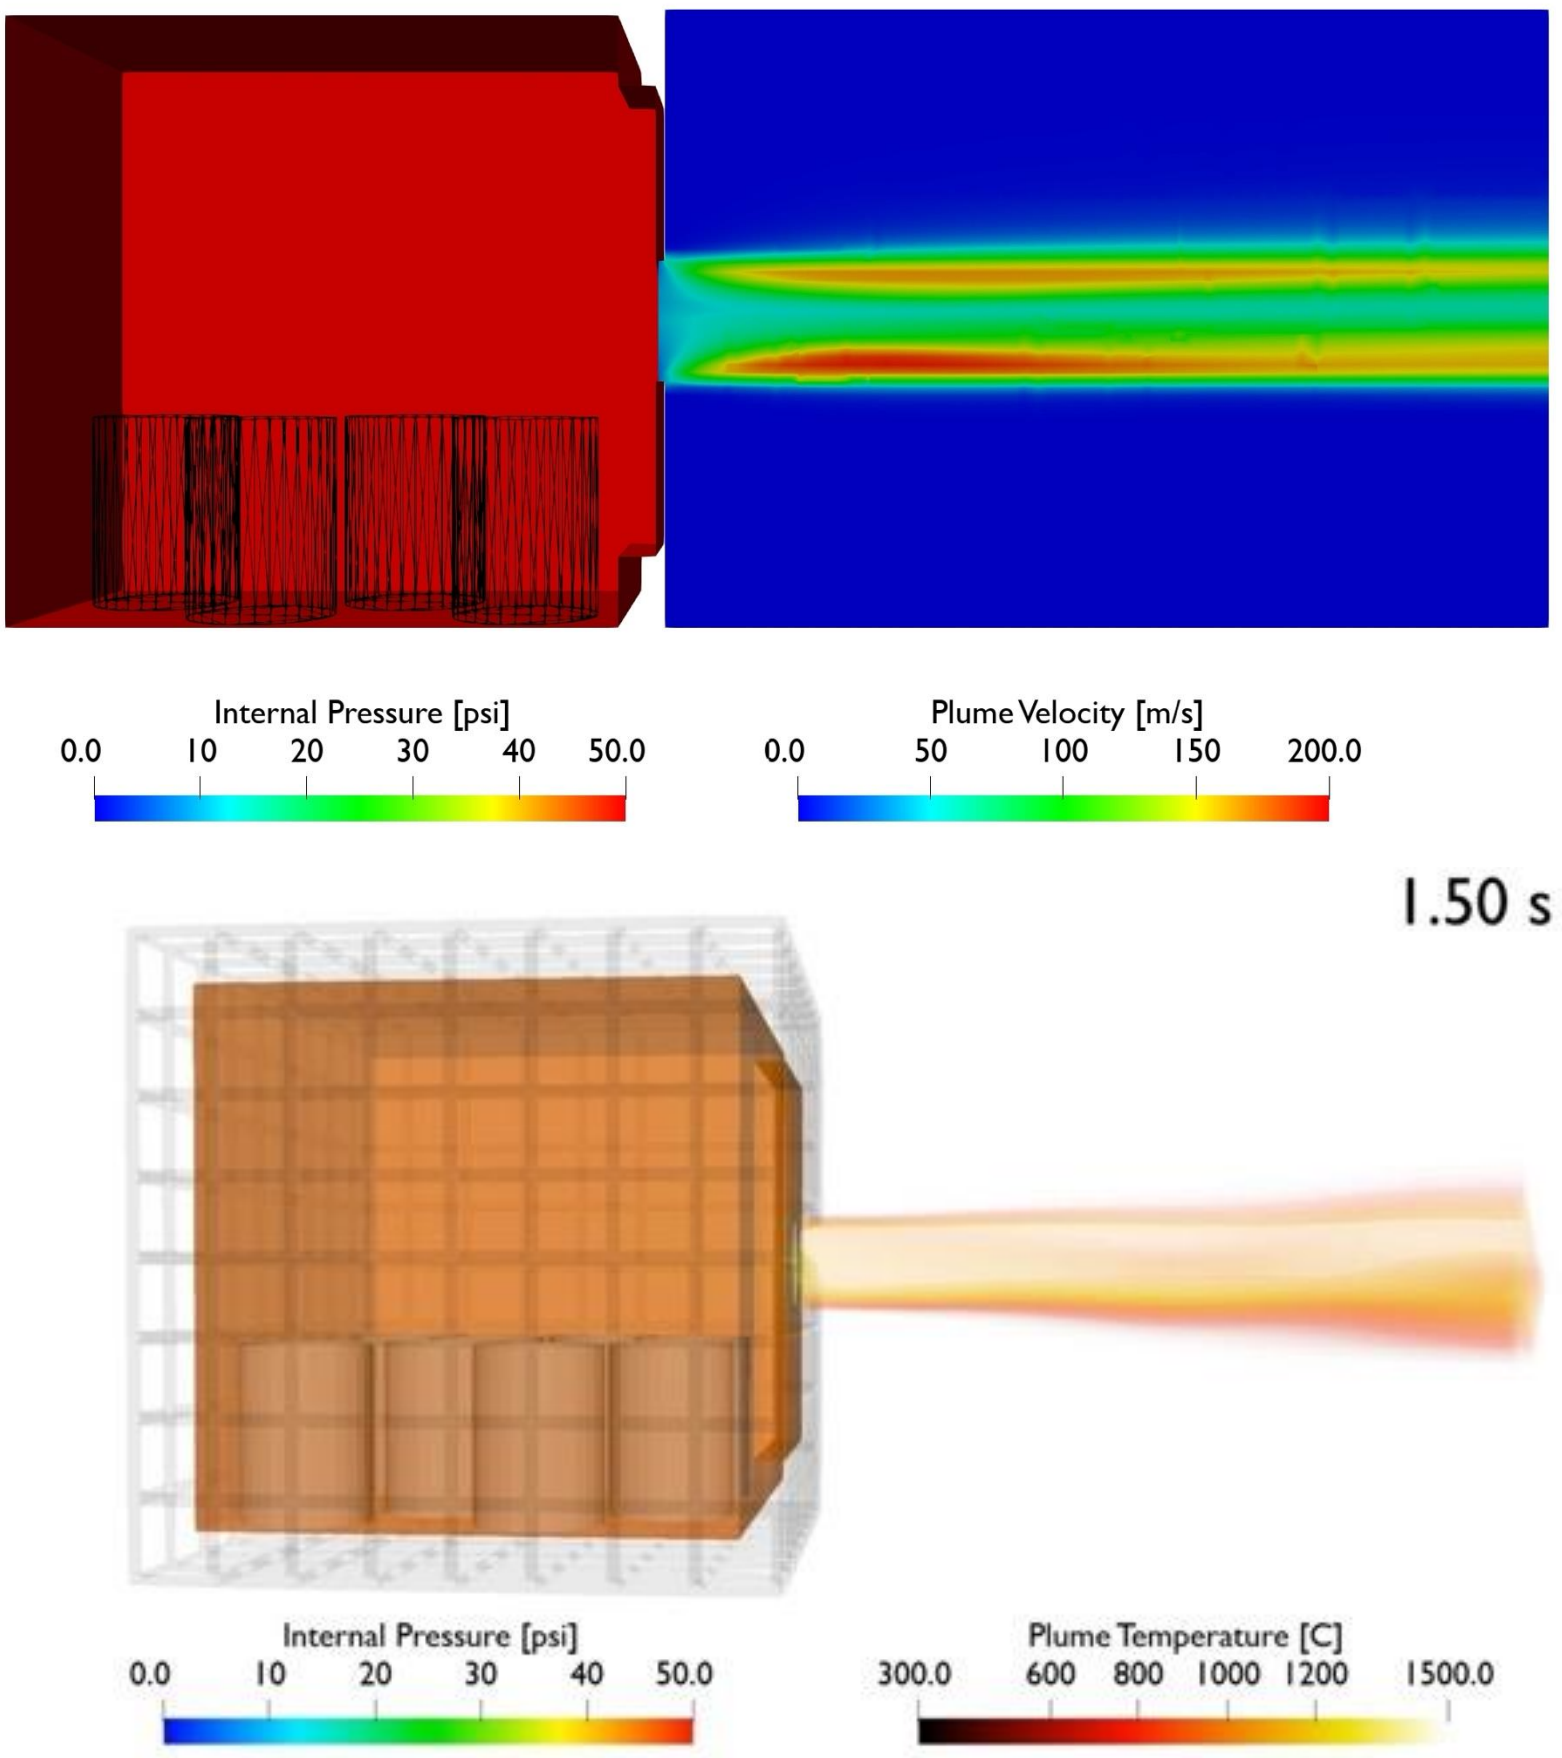 Internal Pressure [psi] Plume Velocity [m/s]
0.0 10 20 30 40 50.0 0.0 50 100 150 200.0
1.50 s
Internal Pressure [psi] Plume Temperature [C]
0.0 10 20 30 40 50.0 300.0 600 800 1000 1200 1500.0